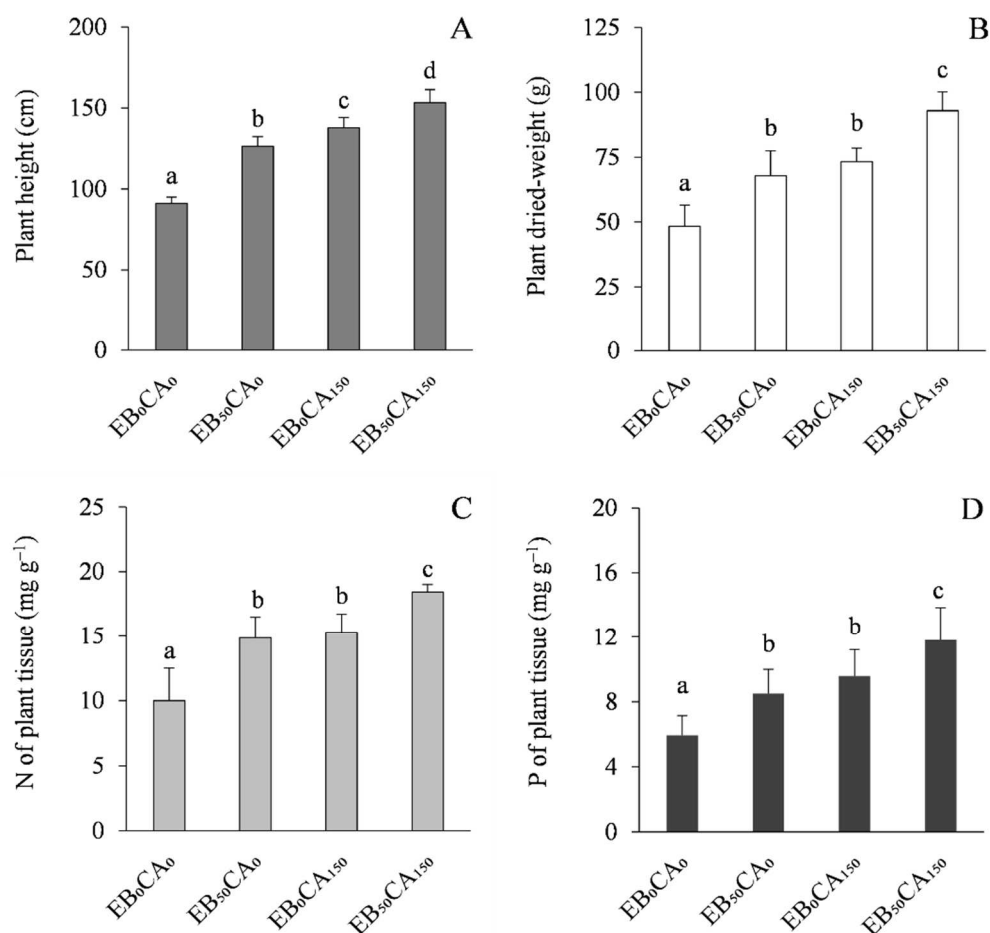 A
Plant height (cm)
200
150
100
50
0
a
b
c
d
EB₀CA₀
EB₅₀CA₀
EB₀CA₁₅₀
EB₅₀CA₁₅₀
B
Plant dried-weight (g)
125
100
75
50
25
0
a
b
b
c
EB₀CA₀
EB₅₀CA₀
EB₀CA₁₅₀
EB₅₀CA₁₅₀
C
N of plant tissue (mg g⁻¹)
25
20
15
10
5
0
a
b
b
c
EB₀CA₀
EB₅₀CA₀
EB₀CA₁₅₀
EB₅₀CA₁₅₀
D
P of plant tissue (mg g⁻¹)
20
16
12
8
4
0
a
b
b
c
EB₀CA₀
EB₅₀CA₀
EB₀CA₁₅₀
EB₅₀CA₁₅₀